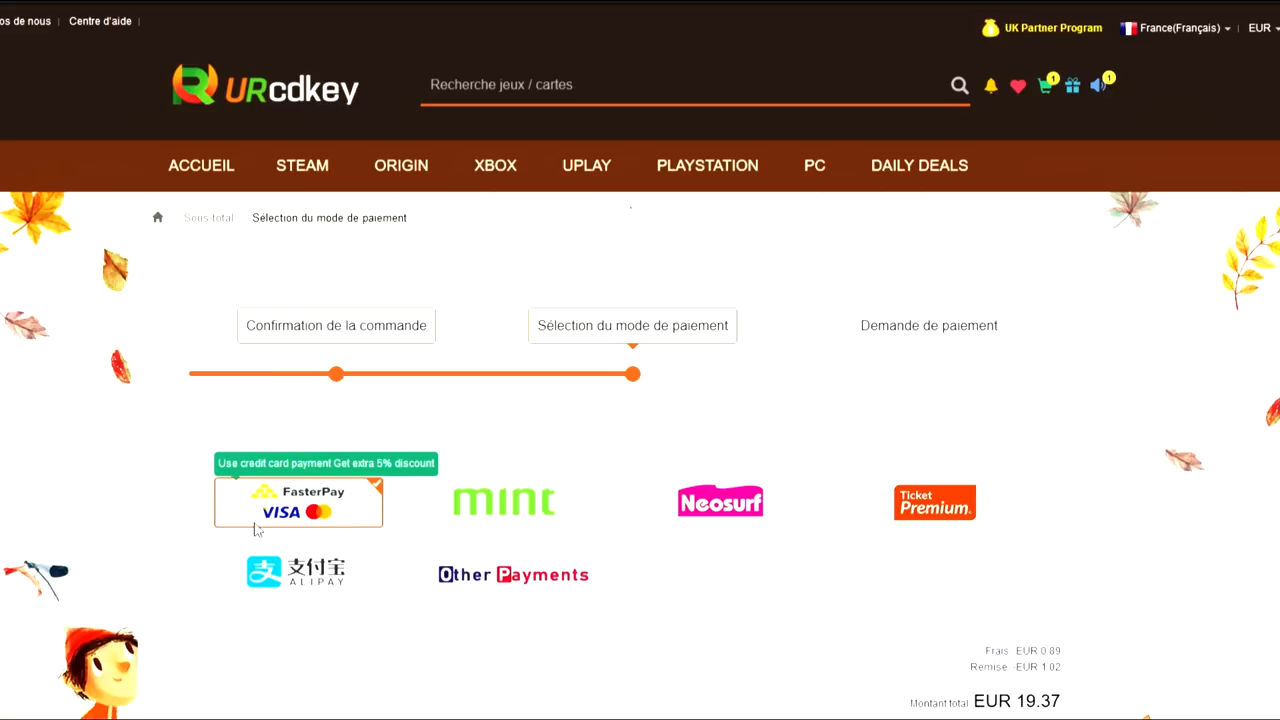 os de nous | Centre d'aide |
UK Partner Program
France(Français) | EUR
URcdkey
Recherche jeux / cartes
1
1
ACCUEIL STEAM ORIGIN XBOX UPLAY PLAYSTATION PC DAILY DEALS
Sous-total Sélection du mode de paiement
Confirmation de la commande
Sélection du mode de paiement
Demande de paiement
Use credit card payment Get extra 5% discount
FasterPay
VISA
mint
Neosurf
Ticket
Premium.
支付宝
ALIPAY
Other Payments
Frais EUR 0.89
Remise -EUR 1.02
Montant total EUR 19.37